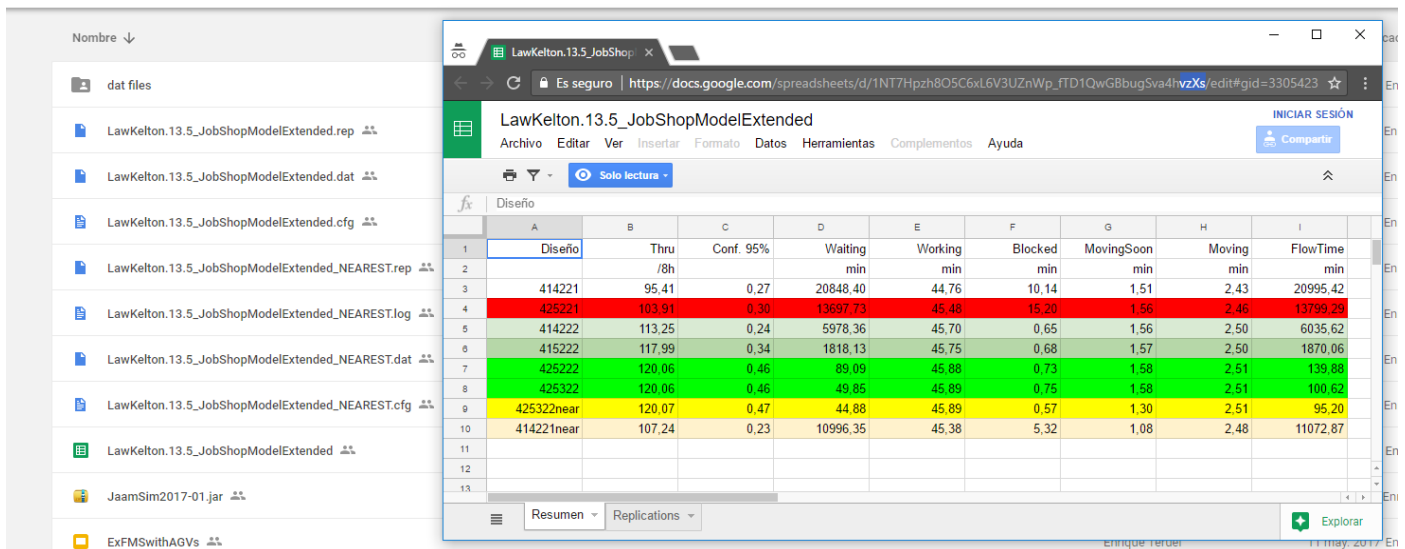 Nombre
dat files
LawKelton.13.5_JobShopModelExtended.rep
LawKelton.13.5_JobShopModelExtended.dat
LawKelton.13.5_JobShopModelExtended.cfg
LawKelton.13.5_JobShopModelExtended_NEAREST.rep
LawKelton.13.5_JobShopModelExtended_NEAREST.log
LawKelton.13.5_JobShopModelExtended_NEAREST.dat
LawKelton.13.5_JobShopModelExtended_NEAREST.cfg
LawKelton.13.5_JobShopModelExtended
JaamSim2017-01.jar
ExFMSwithAGVs
LawKelton.13.5_JobShop
Es seguro | https://docs.google.com/spreadsheets/d/1NT7Hpzh8O5C6xL6V3UZnWp_fTD1QwGBbugSva4hvzXs/edit#gid=3305423
LawKelton.13.5_JobShopModelExtended
INICIAR SESIÓN
Archivo Editar Ver Insertar Formato Datos Herramientas Complementos Ayuda
Compartir
Solo lectura
fx Diseño
A B C D E F G H I
1 Diseño Thru Conf. 95% Waiting Working Blocked MovingSoon Moving FlowTime
2 /8h min min min min min min
3 414221 95,41 0,27 20848,40 44,76 10,14 1,51 2,43 20995,42
4 425221 103,91 0,30 13697,73 45,48 15,20 1,56 2,46 13799,29
5 414222 113,25 0,24 5978,36 45,70 0,65 1,56 2,50 6035,62
6 415222 117,99 0,34 1818,13 45,75 0,68 1,57 2,50 1870,06
7 425222 120,06 0,46 89,09 45,88 0,73 1,58 2,51 139,88
8 425322 120,06 0,46 49,85 45,89 0,75 1,58 2,51 100,62
9 425322near 120,07 0,47 44,88 45,89 0,57 1,30 2,51 95,20
10 414221near 107,24 0,23 10996,35 45,38 5,32 1,08 2,48 11072,87
11
12
13
Resumen Replications
Explorar